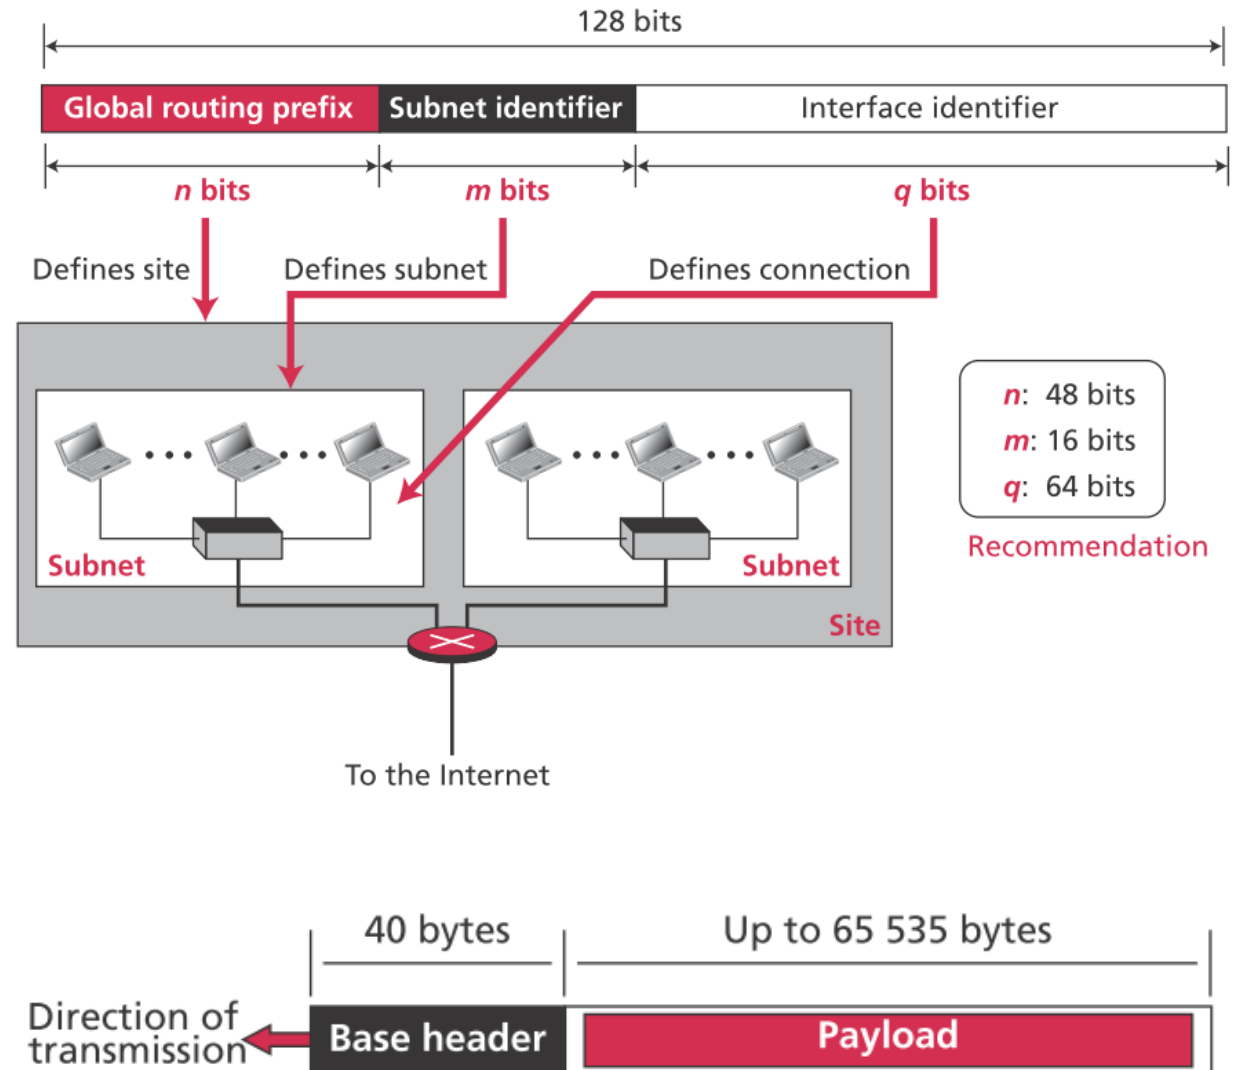 128 bits
Global routing prefix Subnet identifier Interface identifier
n bits m bits q bits
Defines site Defines subnet Defines connection
n: 48 bits
m: 16 bits
q: 64 bits
Recommendation
Subnet Subnet
Site
To the Internet
40 bytes Up to 65 535 bytes
Direction of
transmission
Base header Payload